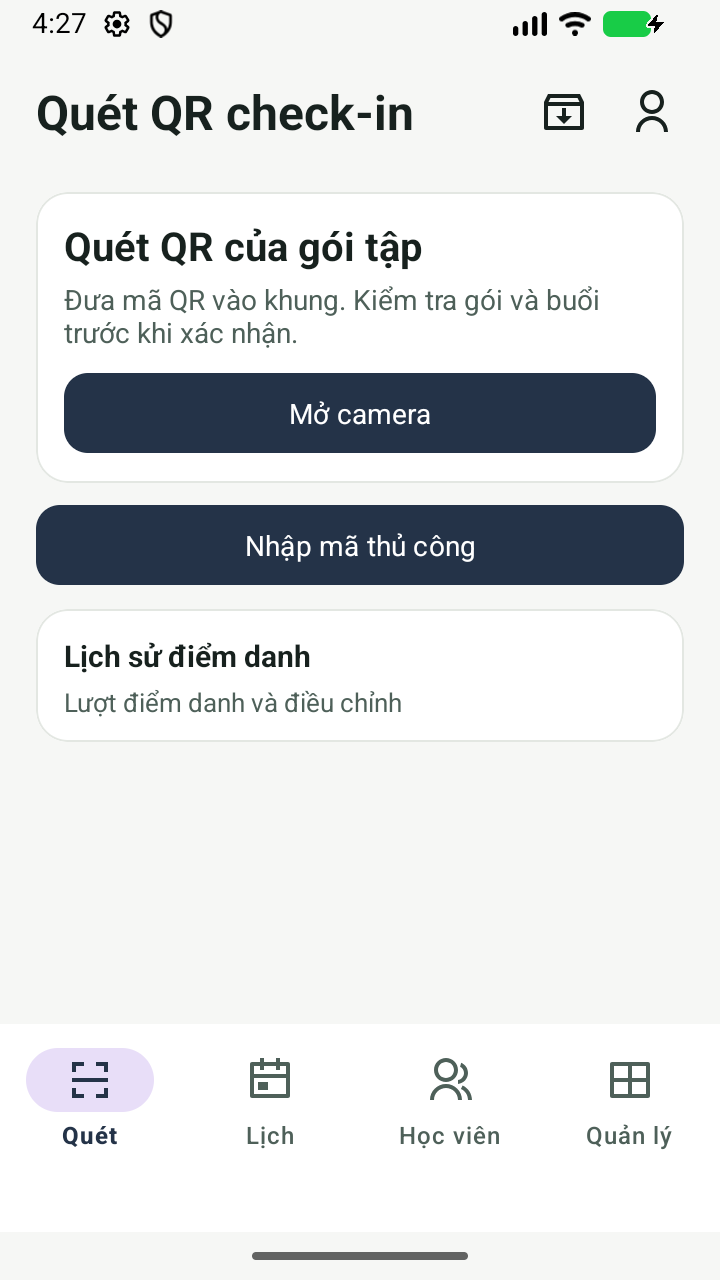 4:27
Quét QR check-in
Quét QR của gói tập
Đưa mã QR vào khung. Kiểm tra gói và buổi
trước khi xác nhận.
Mở camera
Nhập mã thủ công
Lịch sử điểm danh
Lượt điểm danh và điều chỉnh
Quét
Lịch
Học viên
Quản lý